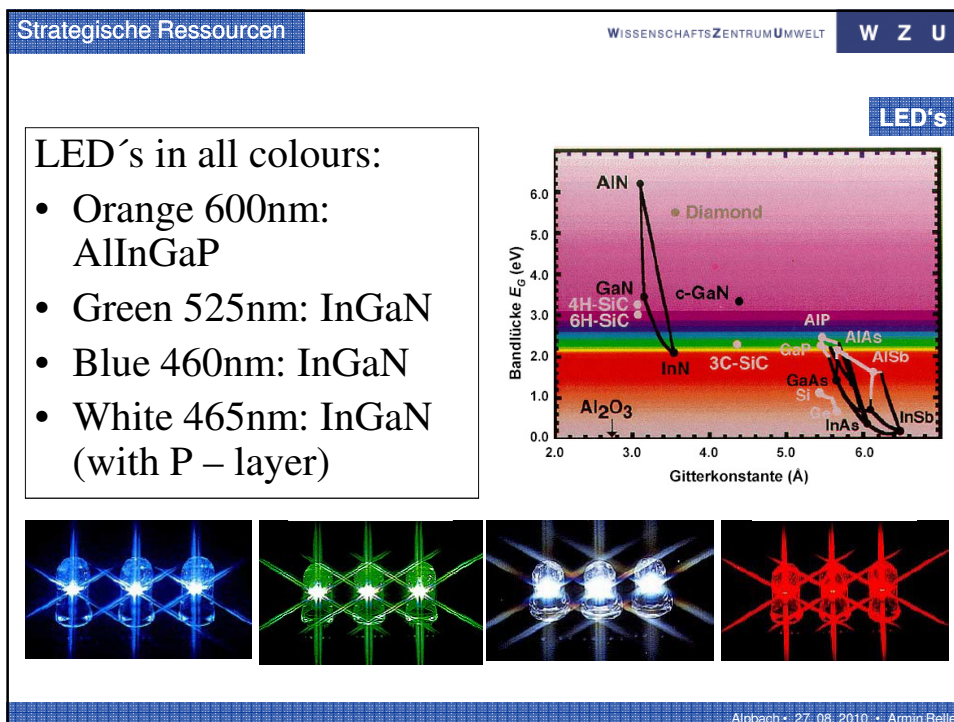 Strategische Ressourcen
WISSENSCHAFTSZENTRUMUMWELT
W Z U
LED's
LED´s in all colours:
• Orange 600nm:
AlInGaP
• Green 525nm: InGaN
• Blue 460nm: InGaN
• White 465nm: InGaN
(with P – layer)
Bandlücke EG (eV)
6.0
5.0
4.0
3.0
2.0
1.0
0.0
AlN
Diamond
GaN
c-GaN
4H-SiC
6H-SiC
InN
3C-SiC
AlP
AlAs
GaP
AlSb
GaAs
Si
Ge
InAs
InSb
Al2O3
2.0 3.0 4.0 5.0 6.0
Gitterkonstante (Å)
Alpbach • 27. 08. 2010 • Armin Relle